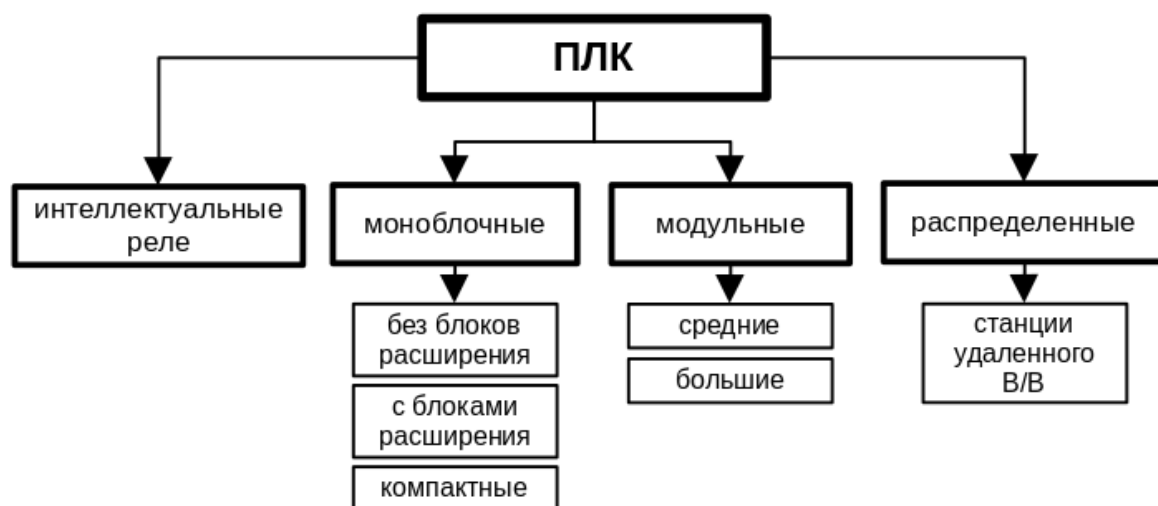 ПЛК
интеллектуальные
реле
моноблочные
модульные
распределенные
без блоков
расширения
с блоками
расширения
компактные
средние
большие
станции
удаленного
В/В